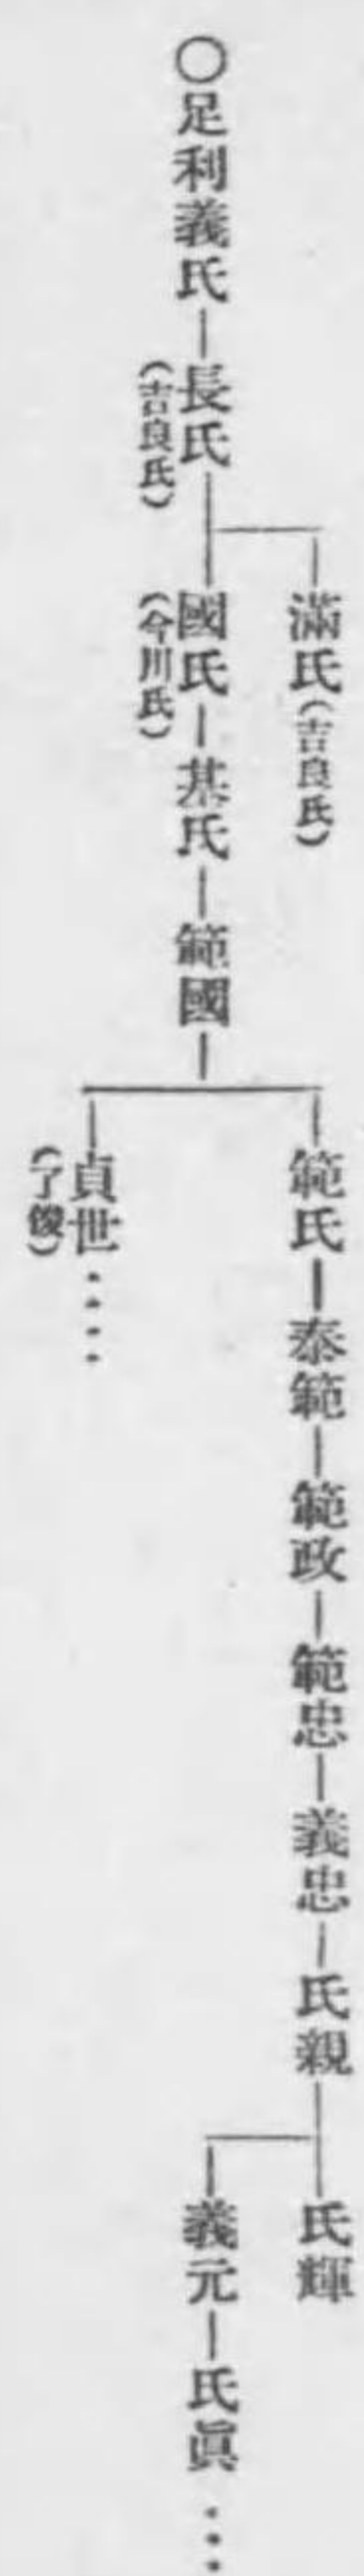 〇足利義氏―長氏
(吉良氏)
滿氏(吉良氏)
國氏―基氏―範國
(今川氏)
範氏―泰範―範政―範忠―義忠―氏親
氏輝
義元―氏眞・・・
貞世・・・・
(了俊)